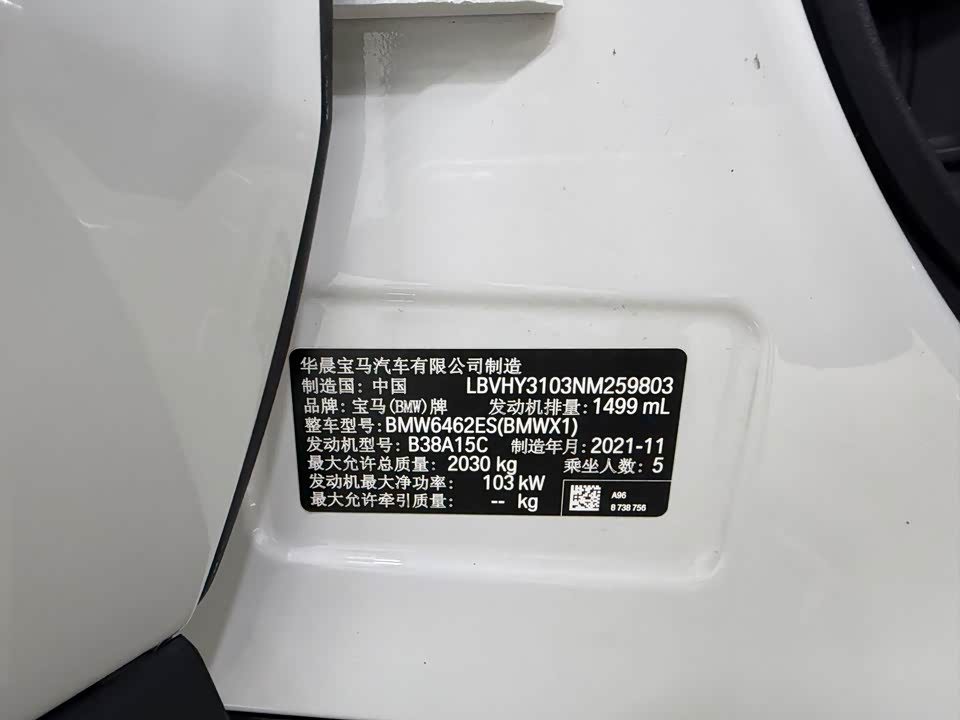 华晨宝马汽车有限公司制造
制造国: 中国 LBVHY3103NM259803
品牌: 宝马(BMW)牌 发动机排量: 1499 mL
整车型号: BMW6462ES(BMWX1)
发动机型号: B38A15C 制造年月: 2021-11
最大允许总质量: 2030 kg 乘坐人数: 5
发动机最大净功率: 103 kW
最大允许牵引质量: -- kg
A96
8 738 756